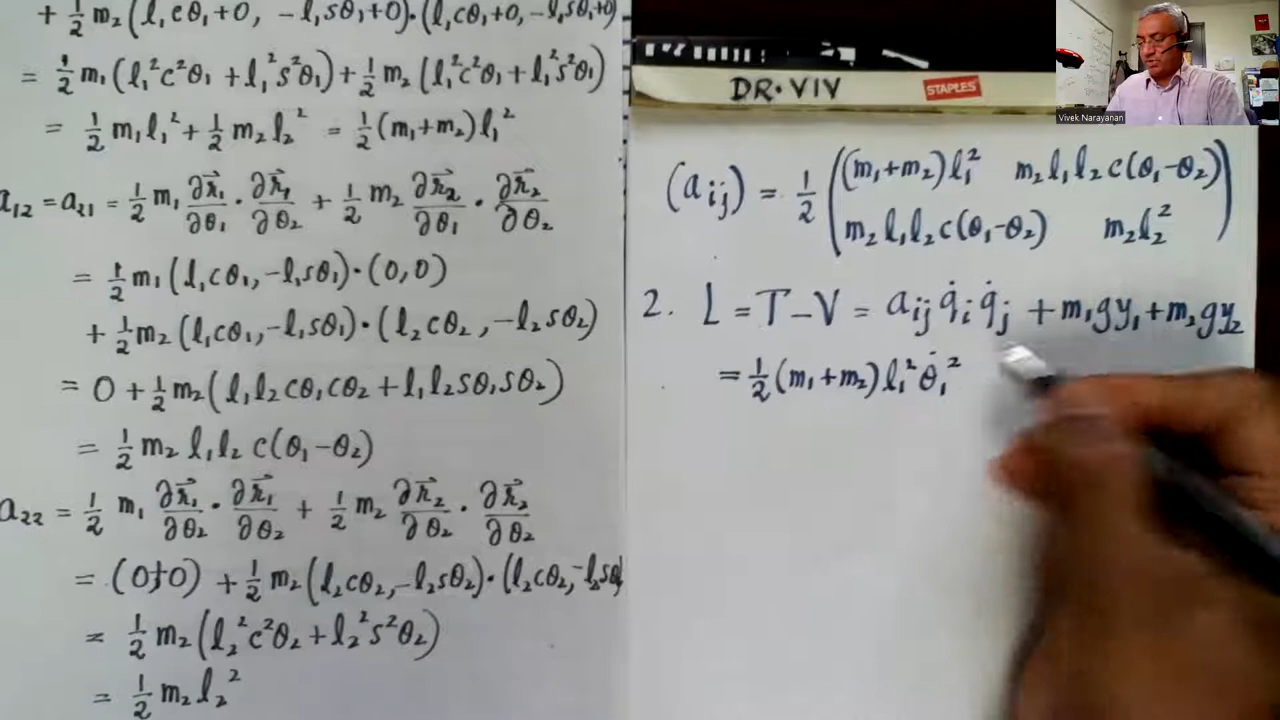 + 1/2 m₂(l₁cθ₁+0, -l₁sθ₁+0)·(l₁cθ₁+0, -l₁sθ₁+0)
= 1/2 m₁(l₁²c²θ₁ + l₁²s²θ₁) + 1/2 m₂(l₁²c²θ₁ + l₁²s²θ₁)
= 1/2 m₁l₁² + 1/2 m₂l₂² = 1/2(m₁+m₂)l₁²
a₁₂ = a₂₁ = 1/2 m₁ ∂r⃗₁/∂θ₁ · ∂r⃗₁/∂θ₂ + 1/2 m₂ ∂r⃗₂/∂θ₁ · ∂r⃗₂/∂θ₂
= 1/2 m₁(l₁cθ₁, -l₁sθ₁)·(0,0)
+ 1/2 m₂(l₁cθ₁, -l₁sθ₁)·(l₂cθ₂, -l₂sθ₂)
= 0 + 1/2 m₂(l₁l₂cθ₁cθ₂ + l₁l₂sθ₁sθ₂)
= 1/2 m₂ l₁l₂ c(θ₁-θ₂)
a₂₂ = 1/2 m₁ ∂r⃗₁/∂θ₂ · ∂r⃗₁/∂θ₂ + 1/2 m₂ ∂r⃗₂/∂θ₂ · ∂r⃗₂/∂θ₂
= (0+0) + 1/2 m₂(l₂cθ₂, -l₂sθ₂)·(l₂cθ₂, -l₂sθ
= 1/2 m₂(l₂²c²θ₂ + l₂²s²θ₂)
= 1/2 m₂l₂²
DR·VIV STAPLES
Vivek Narayanan
(aᵢⱼ) = 1/2 ((m₁+m₂)l₁² m₂l₁l₂c(θ₁-θ₂)
m₂l₁l₂c(θ₁-θ₂) m₂l₂²)
2. L = T-V = aᵢⱼ q̇ᵢ q̇ⱼ + m₁gy₁ + m₂gy₂
= 1/2(m₁+m₂)l₁²θ̇₁²